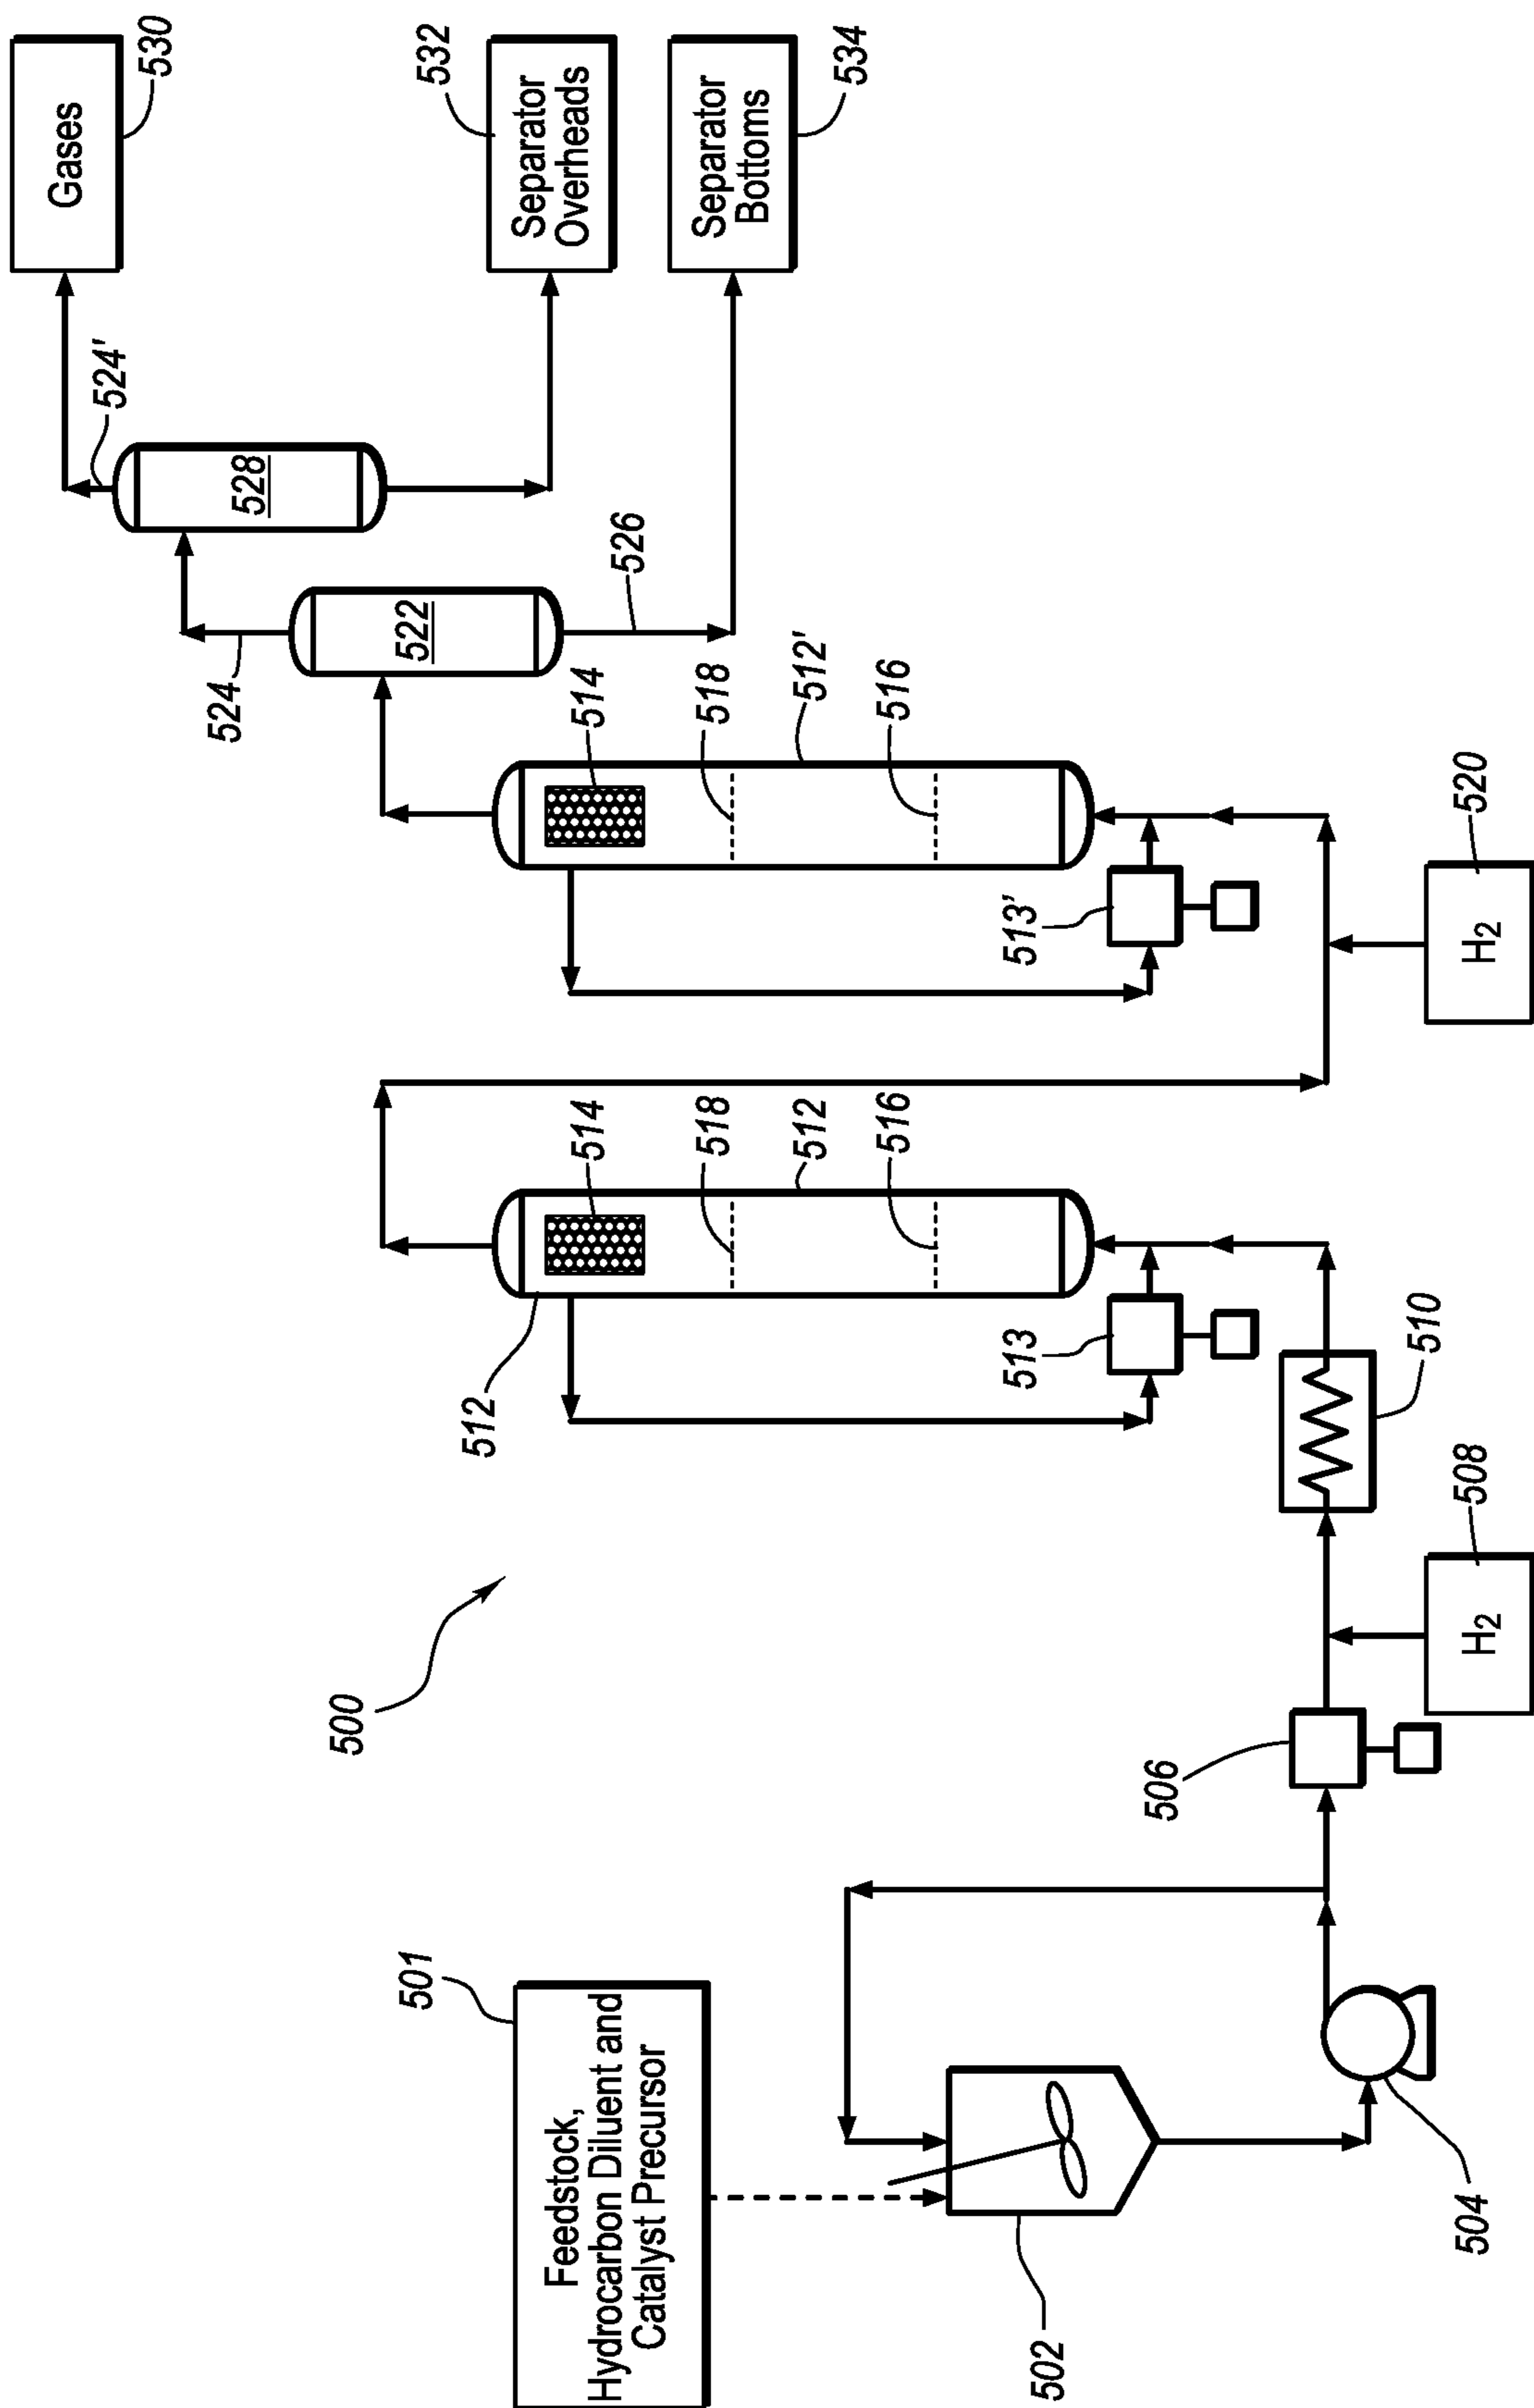 501
Feedstock,
Hydrocarbon Diluent and
Catalyst Precursor
502
504
500
506
H2
508
510
512
513
514
518
512
516
513'
514
518
512'
516
H2
520
524
522
526
524'
528
Gases
530
532
Separator
Overheads
Separator
Bottoms
534